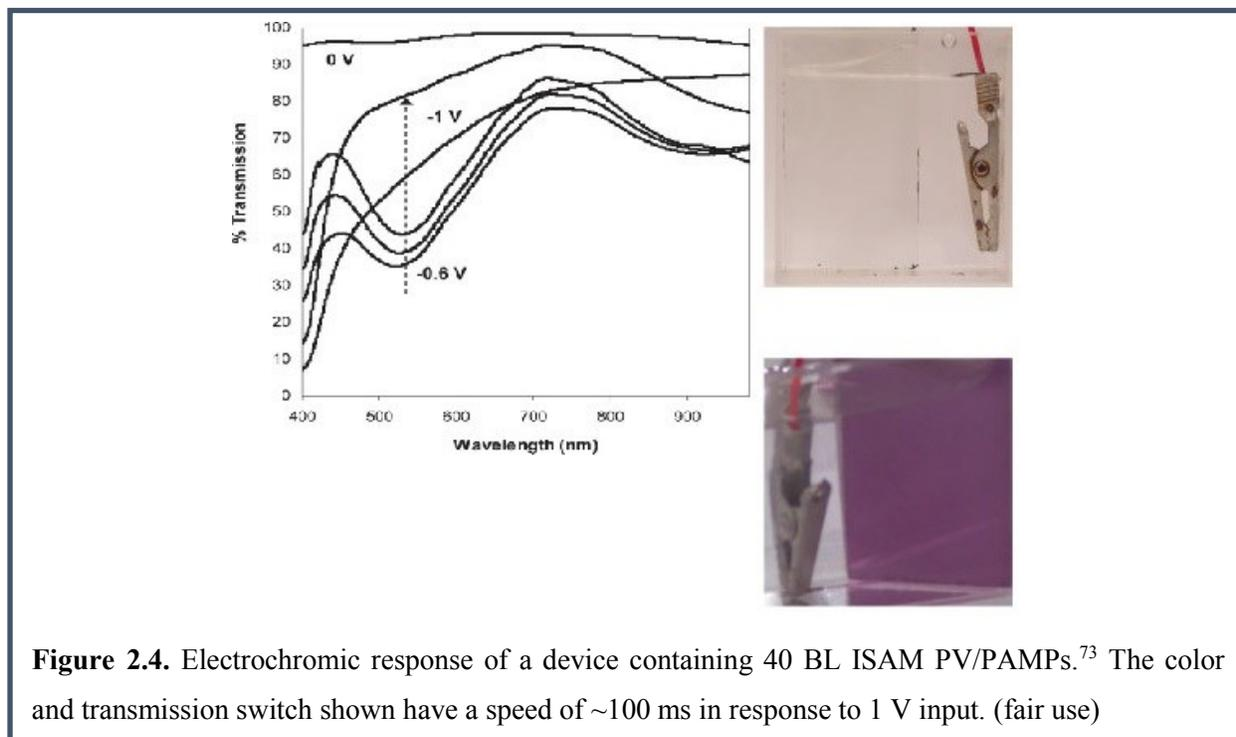 100
90
80
70
60
50
40
30
20
10
0
% Transmission
0 V
-1 V
-0.6 V
400 500 600 700 800 900
Wavelength (nm)
Figure 2.4. Electrochromic response of a device containing 40 BL ISAM PV/PAMPs.73 The color
and transmission switch shown have a speed of ~100 ms in response to 1 V input. (fair use)